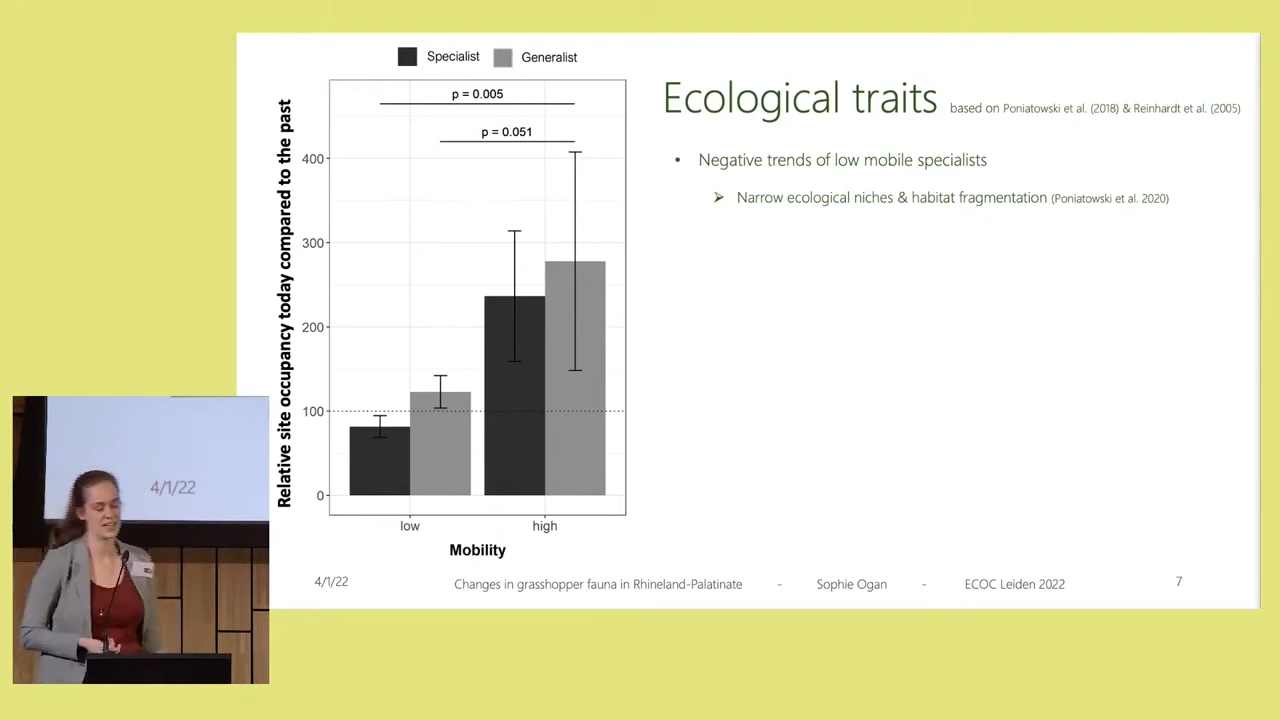 Specialist Generalist
p = 0.005
p = 0.051
Relative site occupancy today compared to the past
400
300
200
100
0
low high
Mobility
Ecological traits based on Poniatowski et al. (2018) & Reinhardt et al. (2005)
• Negative trends of low mobile specialists
➢ Narrow ecological niches & habitat fragmentation (Poniatowski et al. 2020)
4/1/22 Changes in grasshopper fauna in Rhineland-Palatinate - Sophie Ogan - ECOC Leiden 2022 7
4/1/22